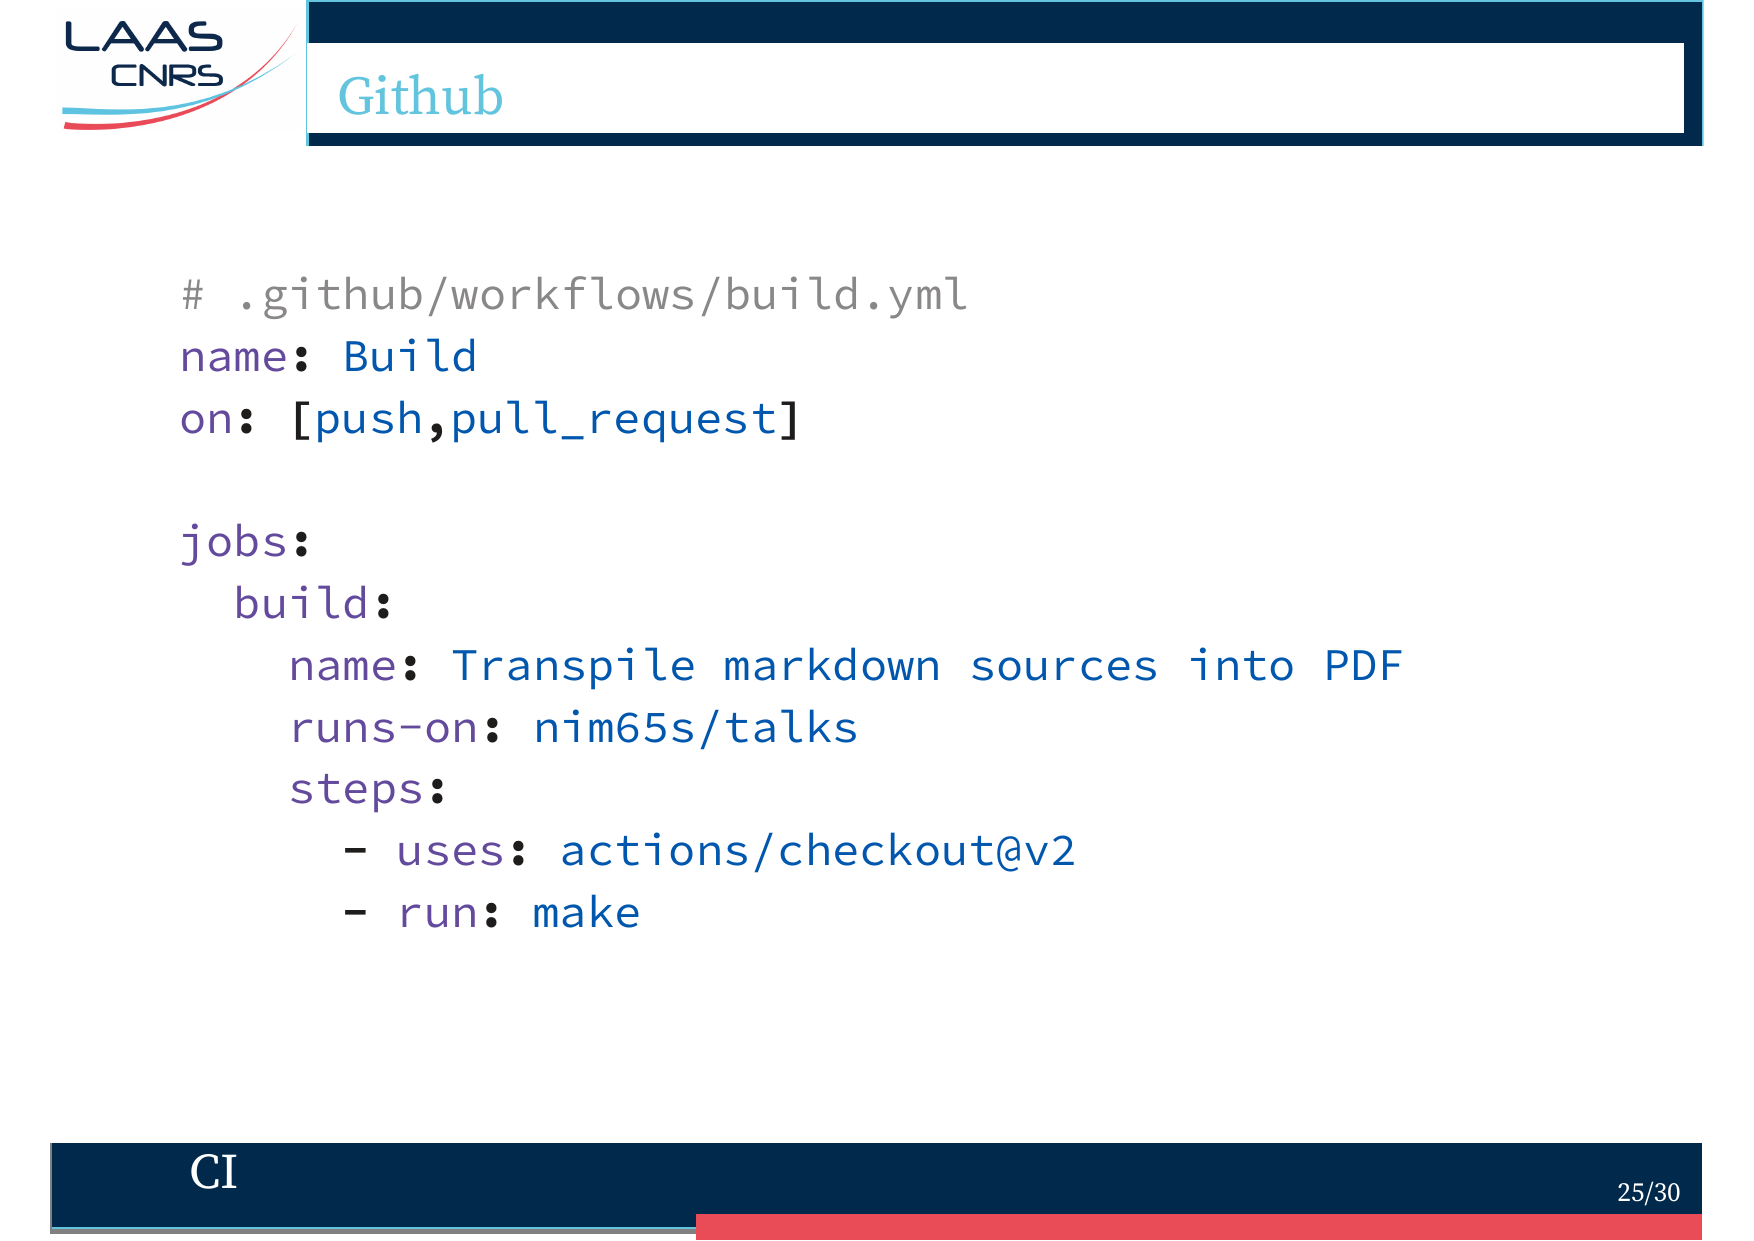 LAAS
CNRS
Github
# .github/workflows/build.yml
name: Build
on: [push,pull_request]

jobs:
  build:
    name: Transpile markdown sources into PDF
    runs-on: nim65s/talks
    steps:
      - uses: actions/checkout@v2
      - run: make
CI
25/30